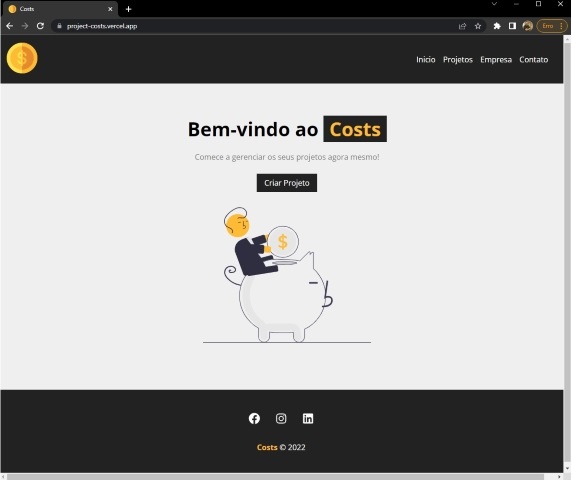 Costs
project-costs.vercel.app
Erro
$
Início Projetos Empresa Contato
Bem-vindo ao Costs
Comece a gerenciar os seus projetos agora mesmo!
Criar Projeto
$
Costs © 2022